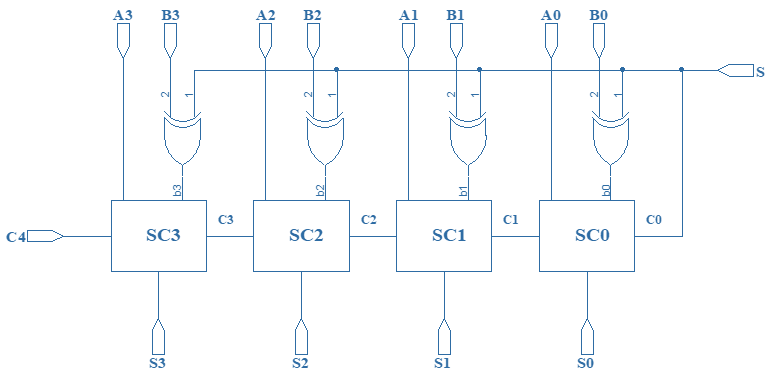 A3 B3 A2 B2 A1 B1 A0 B0
S
2 1 2 1 2 1 2 1
b3 b2 b1 b0
C4 SC3 C3 SC2 C2 SC1 C1 SC0 C0
S3 S2 S1 S0